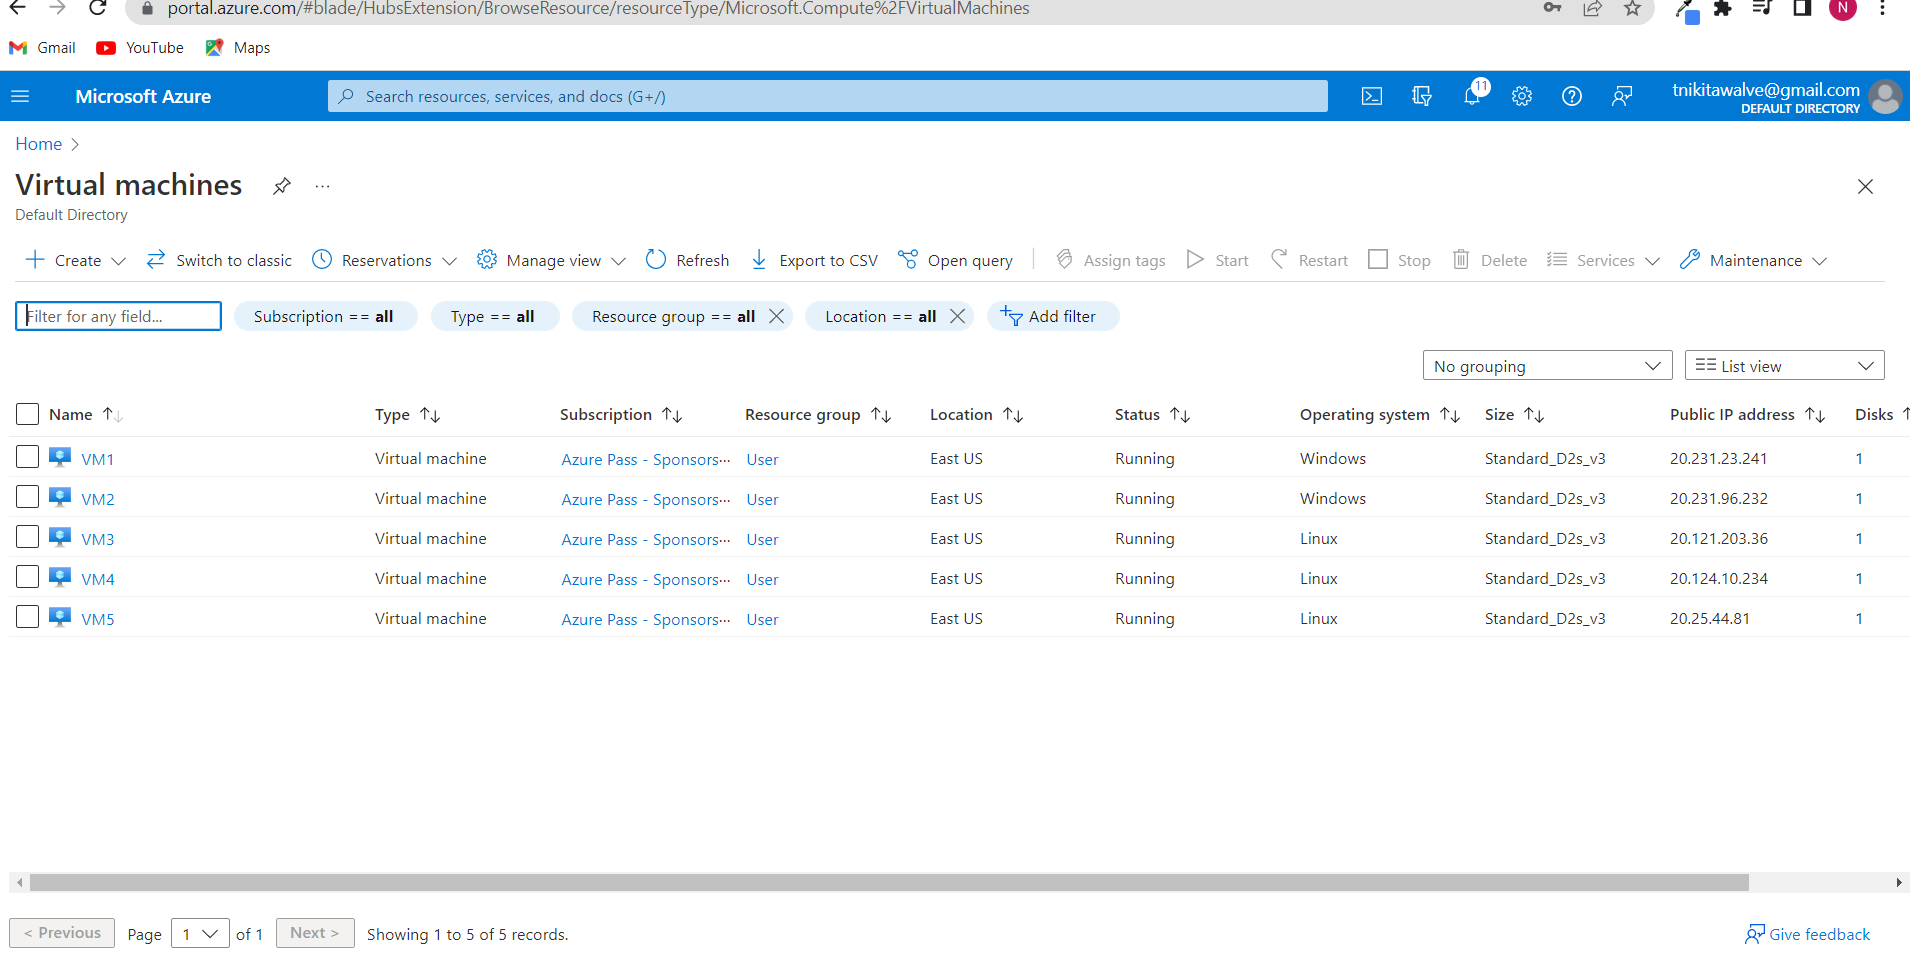 portal.azure.com/#blade/HubsExtension/BrowseResource/resourceType/Microsoft.Compute%2FVirtualMachines N
Gmail YouTube Maps
Microsoft Azure Search resources, services, and docs (G+/) 11 tnikitawalve@gmail.com
DEFAULT DIRECTORY
Home >
Virtual machines ...
Default Directory
Create Switch to classic Reservations Manage view Refresh Export to CSV Open query Assign tags Start Restart Stop Delete Services Maintenance
Filter for any field... Subscription == all Type == all Resource group == all Location == all Add filter
No grouping List view
Name ↑↓ Type ↑↓ Subscription ↑↓ Resource group ↑↓ Location ↑↓ Status ↑↓ Operating system ↑↓ Size ↑↓ Public IP address ↑↓ Disks ↑
VM1 Virtual machine Azure Pass - Sponsors... User East US Running Windows Standard_D2s_v3 20.231.23.241 1
VM2 Virtual machine Azure Pass - Sponsors... User East US Running Windows Standard_D2s_v3 20.231.96.232 1
VM3 Virtual machine Azure Pass - Sponsors... User East US Running Linux Standard_D2s_v3 20.121.203.36 1
VM4 Virtual machine Azure Pass - Sponsors... User East US Running Linux Standard_D2s_v3 20.124.10.234 1
VM5 Virtual machine Azure Pass - Sponsors... User East US Running Linux Standard_D2s_v3 20.25.44.81 1
< Previous Page 1 of 1 Next > Showing 1 to 5 of 5 records. Give feedback